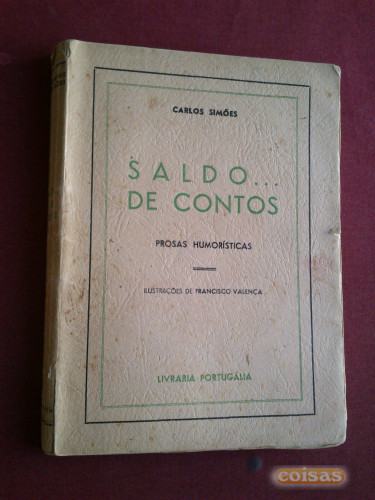 CARLOS SIMÕES
SALDO...
DE CONTOS
PROSAS HUMORÍSTICAS
ILUSTRAÇÕES DE FRANCISCO VALENÇA
LIVRARIA PORTUGÁLIA
coisas